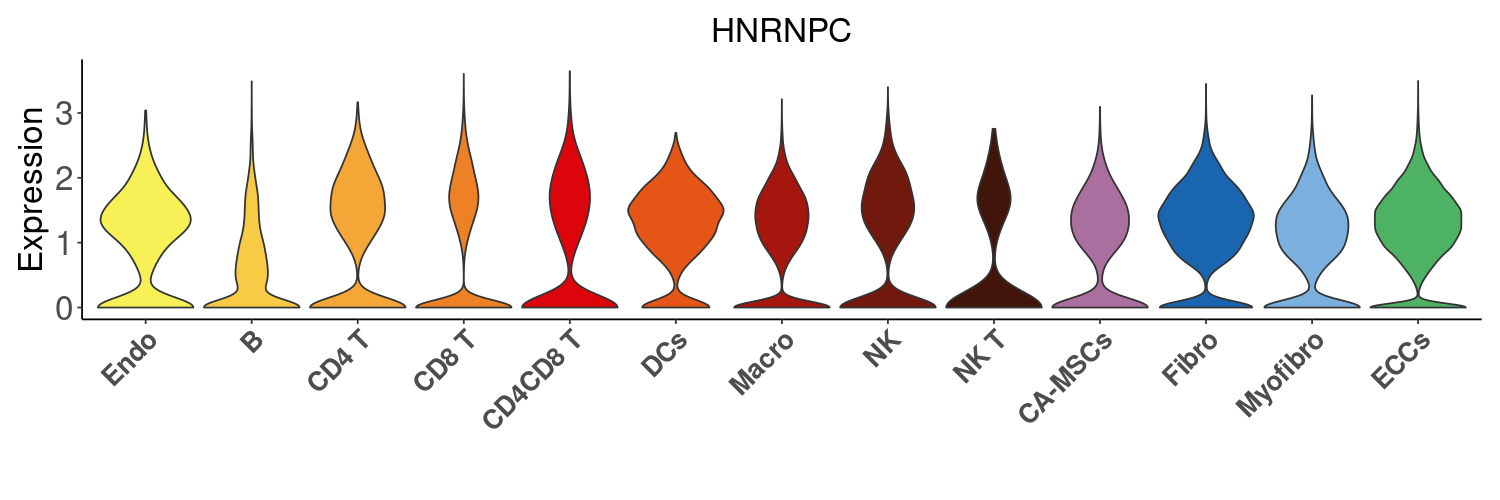 HNRNPC
Expression
3
2
1
0
Endo
B
CD4 T
CD8 T
CD4CD8 T
DCs
Macro
NK
NK T
CA-MSCs
Fibro
Myofibro
ECCs